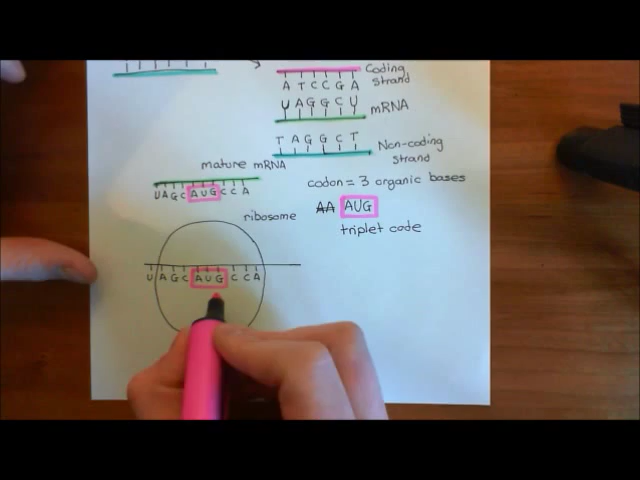 Coding
strand
A T C C G A
U A G G C U
mRNA
T A G G C T
Non-coding
strand
mature mRNA
U A G C A U G C C A
codon = 3 organic bases
AA AUG
triplet code
ribosome
U A G C A U G C C A